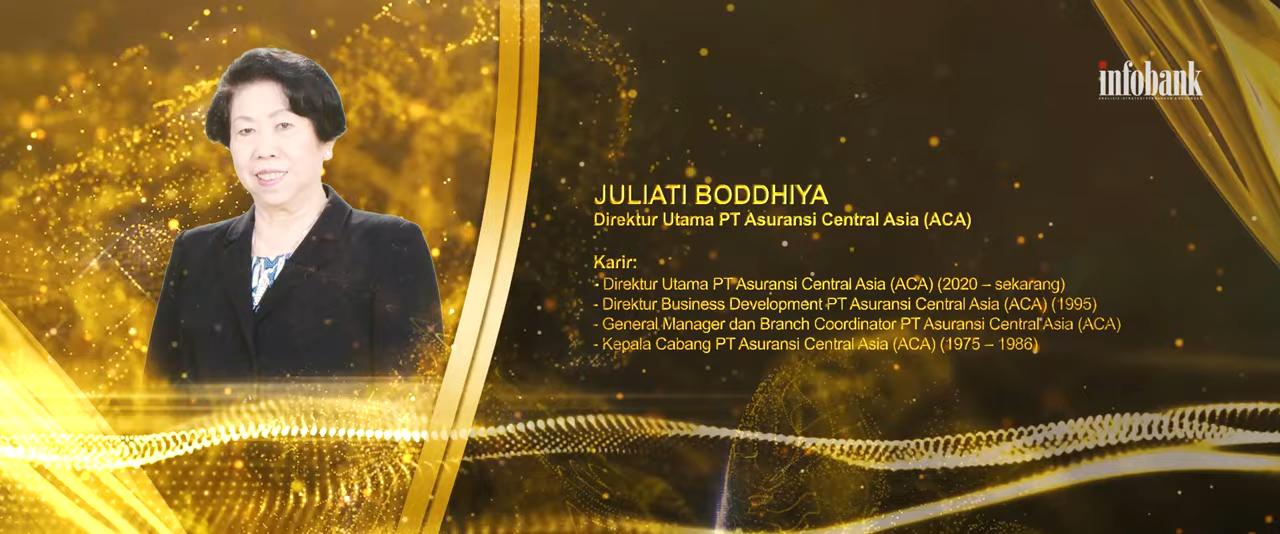 infobank
JULIATI BODDHIYA
Direktur Utama PT Asuransi Central Asia (ACA)
Karir:
- Direktur Utama PT Asuransi Central Asia (ACA) (2020 – sekarang)
- Direktur Business Development PT Asuransi Central Asia (ACA) (1995)
- General Manager dan Branch Coordinator PT Asuransi Central Asia (ACA)
- Kepala Cabang PT Asuransi Central Asia (ACA) (1975 – 1986)